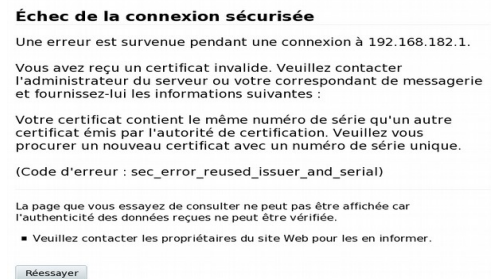 Échec de la connexion sécurisée
Une erreur est survenue pendant une connexion à 192.168.182.1.
Vous avez reçu un certificat invalide. Veuillez contacter
l'administrateur du serveur ou votre correspondant de messagerie
et fournissez-lui les informations suivantes :
Votre certificat contient le même numéro de série qu'un autre
certificat émis par l'autorité de certification. Veuillez vous
procurer un nouveau certificat avec un numéro de série unique.
(Code d'erreur : sec_error_reused_issuer_and_serial)
La page que vous essayez de consulter ne peut pas être affichée car
l'authenticité des données reçues ne peut être vérifiée.
▪ Veuillez contacter les propriétaires du site Web pour les en informer.
Réessayer